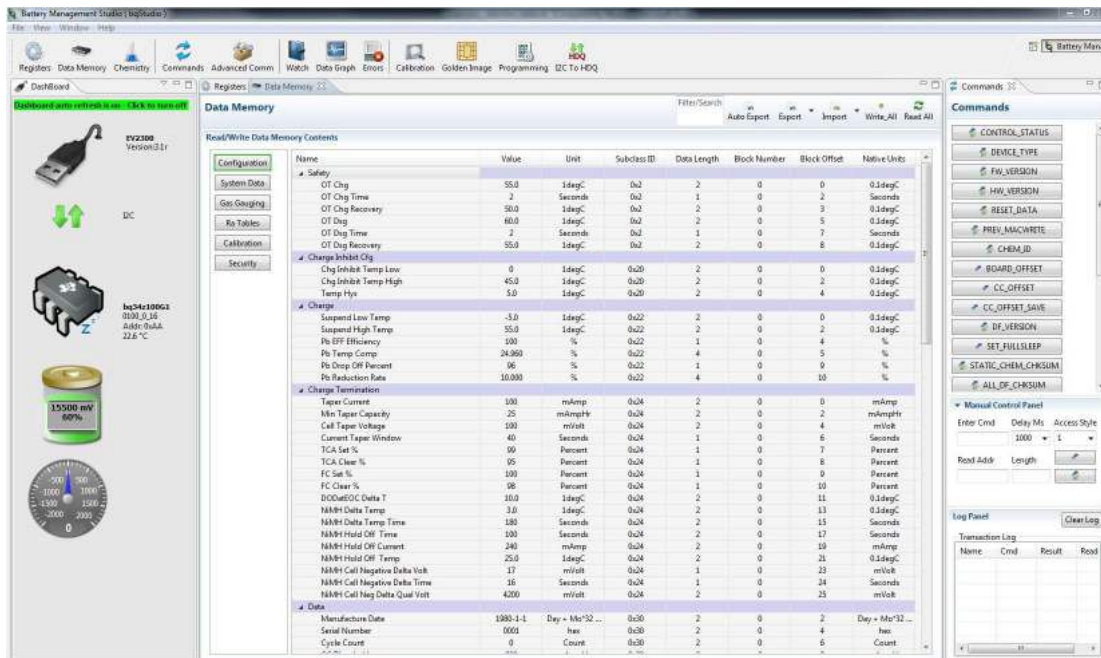 Battery Management Studio ( bqStudio )
File View Window Help
Registers Data Memory Chemistry Commands Advanced Comm Watch Data Graph Errors Calibration Golden Image Programming I2C To HDQ
Battery Man
DashBoard
Registers Data Memory
Commands
Dashboard auto refresh is on - Click to turn off
EV2300
Version:3.1r
I2C
bq34z100G1
0100_0_16
Addr: 0xAA
22.6 °C
15500 mV
60%
-500 500
-1000 1000
-1500 1500
-2000 2000
0
Data Memory
Filter/Search
Auto Export Export Import Write_All Read All
Read/Write Data Memory Contents
Configuration
System Data
Gas Gauging
Ra Tables
Calibration
Security
Name Value Unit Subclass ID Data Length Block Number Block Offset Native Units
Safety
OT Chg 55.0 1degC 0x2 2 0 0 0.1degC
OT Chg Time 2 Seconds 0x2 1 0 2 Seconds
OT Chg Recovery 50.0 1degC 0x2 2 0 3 0.1degC
OT Dsg 60.0 1degC 0x2 2 0 5 0.1degC
OT Dsg Time 2 Seconds 0x2 1 0 7 Seconds
OT Dsg Recovery 55.0 1degC 0x2 2 0 8 0.1degC
Charge Inhibit Cfg
Chg Inhibit Temp Low 0 1degC 0x20 2 0 0 0.1degC
Chg Inhibit Temp High 45.0 1degC 0x20 2 0 2 0.1degC
Temp Hys 5.0 1degC 0x20 2 0 4 0.1degC
Charge
Suspend Low Temp -5.0 1degC 0x22 2 0 0 0.1degC
Suspend High Temp 55.0 1degC 0x22 2 0 2 0.1degC
Pb EFF Efficiency 100 % 0x22 1 0 4 %
Pb Temp Comp 24.960 % 0x22 4 0 5 %
Pb Drop Off Percent 96 % 0x22 1 0 9 %
Pb Reduction Rate 10.000 % 0x22 4 0 10 %
Charge Termination
Taper Current 100 mAmp 0x24 2 0 0 mAmp
Min Taper Capacity 25 mAmpHr 0x24 2 0 2 mAmpHr
Cell Taper Voltage 100 mVolt 0x24 2 0 4 mVolt
Current Taper Window 40 Seconds 0x24 1 0 6 Seconds
TCA Set % 99 Percent 0x24 1 0 7 Percent
TCA Clear % 95 Percent 0x24 1 0 8 Percent
FC Set % 100 Percent 0x24 1 0 9 Percent
FC Clear % 98 Percent 0x24 1 0 10 Percent
DODatEOC Delta T 10.0 1degC 0x24 2 0 11 0.1degC
NiMH Delta Temp 3.0 1degC 0x24 2 0 13 0.1degC
NiMH Delta Temp Time 180 Seconds 0x24 2 0 15 Seconds
NiMH Hold Off Time 100 Seconds 0x24 2 0 17 Seconds
NiMH Hold Off Current 240 mAmp 0x24 2 0 19 mAmp
NiMH Hold Off Temp 25.0 1degC 0x24 2 0 21 0.1degC
NiMH Cell Negative Delta Volt 17 mVolt 0x24 1 0 23 mVolt
NiMH Cell Negative Delta Time 16 Seconds 0x24 1 0 24 Seconds
NiMH Cell Neg Delta Qual Volt 4200 mVolt 0x24 2 0 25 mVolt
Data
Manufacture Date 1980-1-1 Day + Mo*32 ... 0x30 2 0 2 Day + Mo*32 ...
Serial Number 0001 hex 0x30 2 0 4 hex
Cycle Count 0 Count 0x30 2 0 6 Count
Commands
CONTROL_STATUS
DEVICE_TYPE
FW_VERSION
HW_VERSION
RESET_DATA
PREV_MACWRITE
CHEM_ID
BOARD_OFFSET
CC_OFFSET
CC_OFFSET_SAVE
DF_VERSION
SET_FULLSLEEP
STATIC_CHEM_CHKSUM
ALL_DF_CHKSUM
Manual Control Panel
Enter Cmd Delay Ms Access Style
1000 1
Read Addr Length
Log Panel
Clear Log
Transaction Log
Name Cmd Result Read